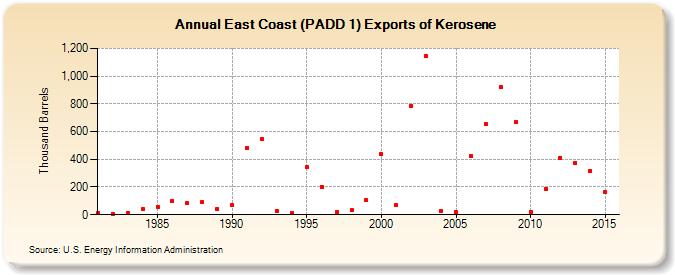 Annual East Coast (PADD 1) Exports of Kerosene
Thousand Barrels
1,200
1,000
800
600
400
200
0
1985 1990 1995 2000 2005 2010 2015
Source: U.S. Energy Information Administration